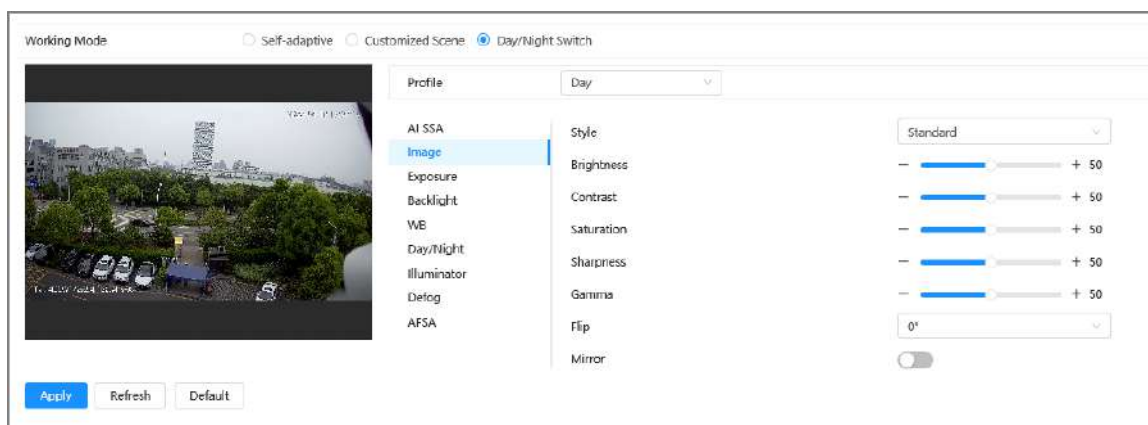 Working Mode Self-adaptive Customized Scene Day/Night Switch
Profile Day
AI SSA
Image
Exposure
Backlight
WB
Day/Night
Illuminator
Defog
AFSA
Style Standard
Brightness − + 50
Contrast − + 50
Saturation − + 50
Sharpness − + 50
Gamma − + 50
Flip 0°
Mirror
Apply Refresh Default